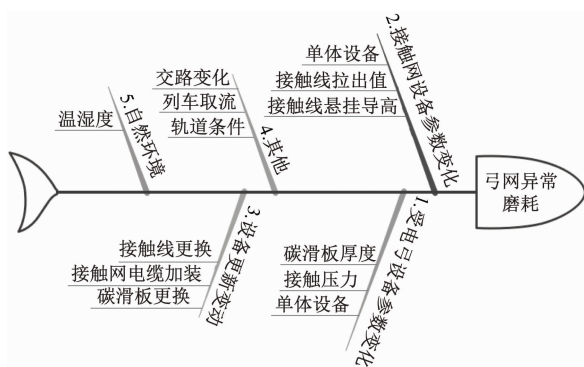 单体设备
接触线拉出值
接触线悬挂导高
2.接触网设备参数变化
交路变化
列车取流
轨道条件
4.其他
温湿度
5.自然环境
弓网异常
磨耗
接触线更换
接触网电缆加装
碳滑板更换
3.设备更新变动
碳滑板厚度
接触压力
单体设备
1.受电弓设备参数变化